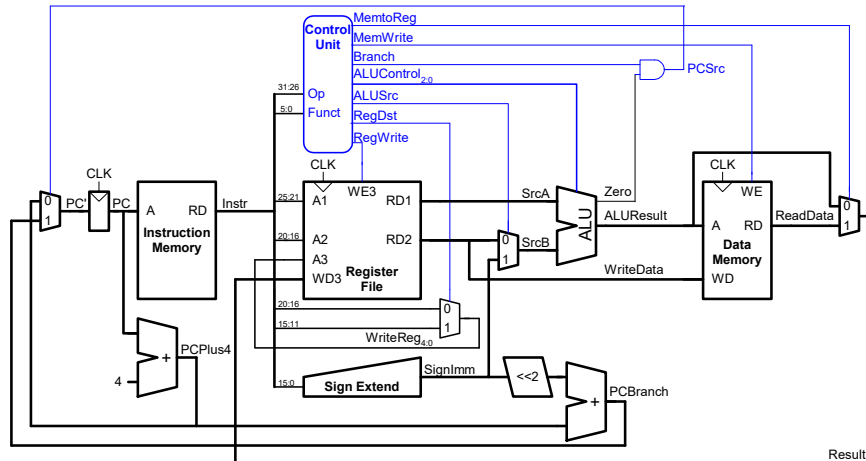 MemtoReg
Control
Unit
MemWrite
Branch
ALUControl2:0
PCSrc
31:26
Op
ALUSrc
5:0
Funct
RegDst
RegWrite
CLK
CLK
CLK
0
PC'
PC
1
A
RD
Instr
Instruction
Memory
25:21
A1
WE3
RD1
SrcA
20:16
A2
RD2
0
SrcB
1
A3
WD3
Register
File
ALU
Zero
ALUResult
WE
A
RD
ReadData
0
1
Data
Memory
WriteData
WD
20:16
0
15:11
1
WriteReg4:0
PCPlus4
+
4
SignImm
15:0
Sign Extend
<<2
PCBranch
+
Result